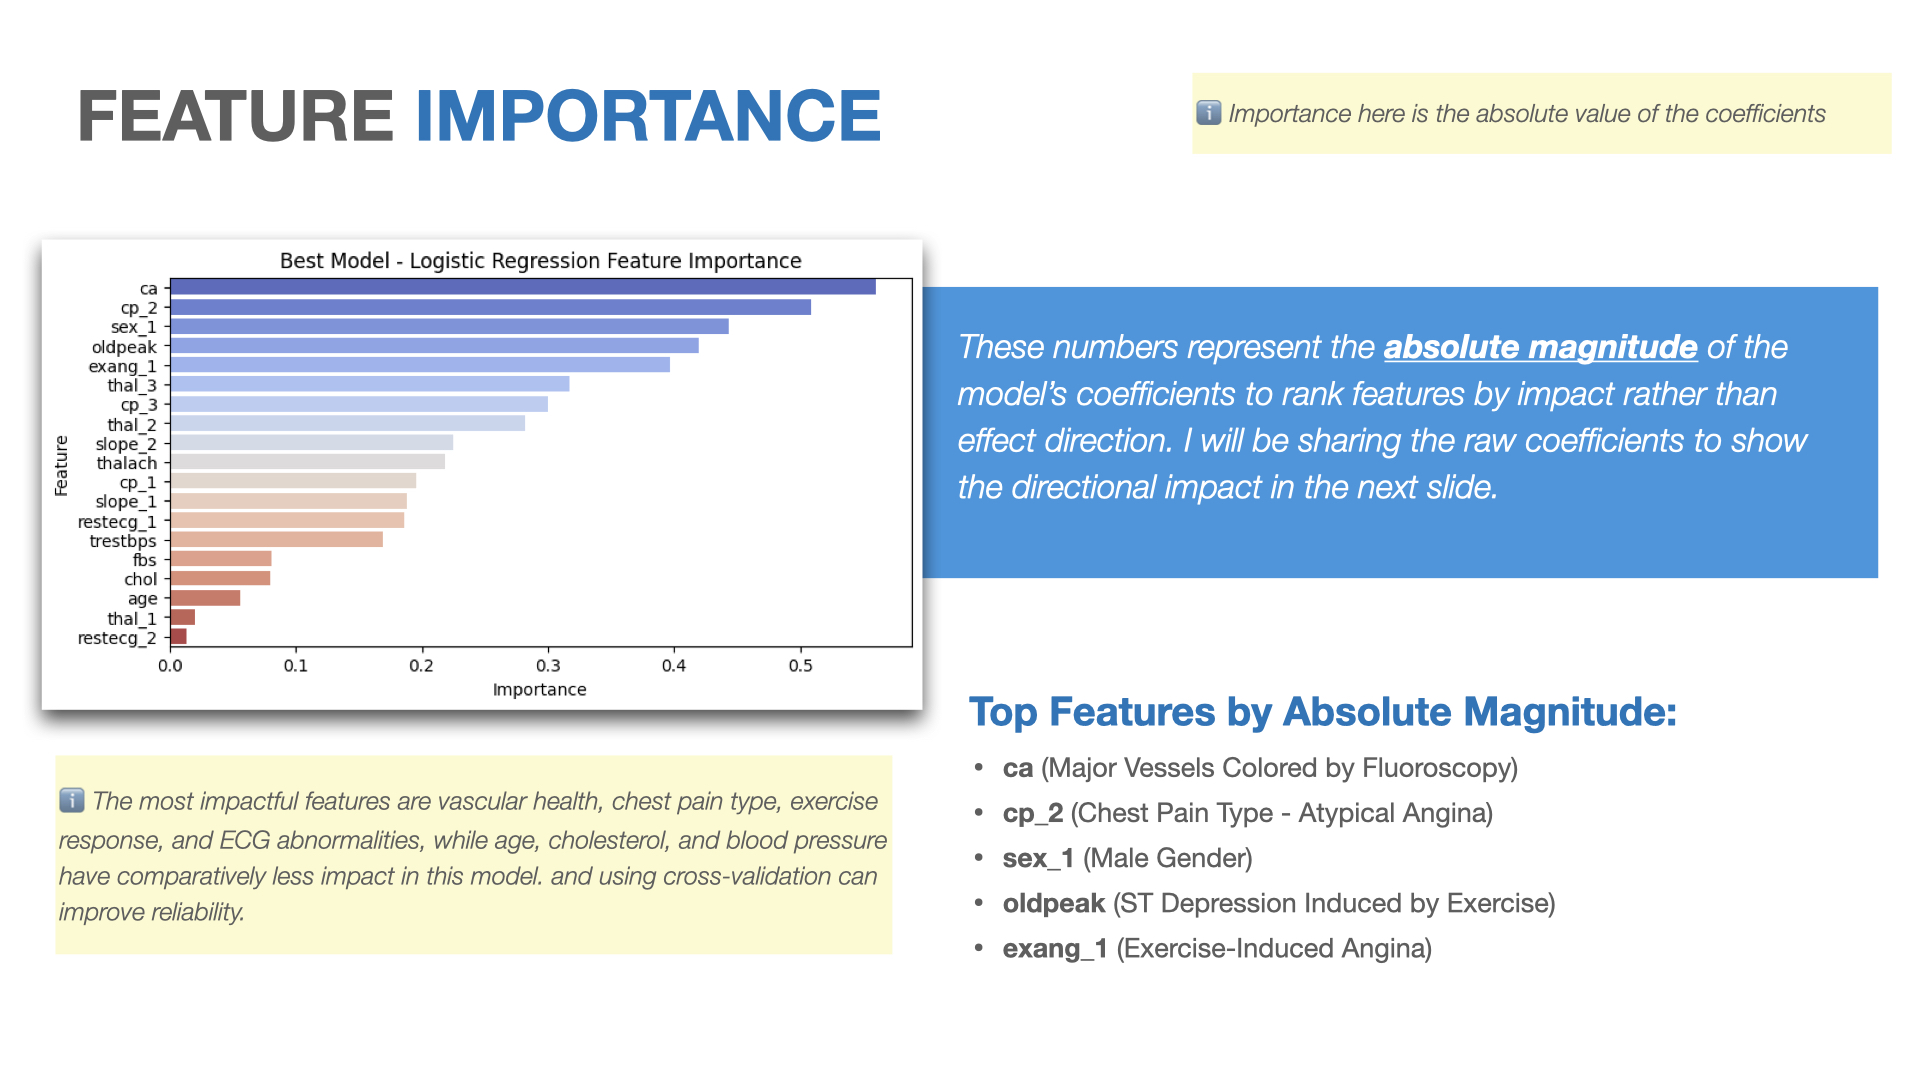 FEATURE IMPORTANCE
ℹ️ Importance here is the absolute value of the coefficients
Best Model - Logistic Regression Feature Importance
Feature
ca
cp_2
sex_1
oldpeak
exang_1
thal_3
cp_3
thal_2
slope_2
thalach
cp_1
slope_1
restecg_1
trestbps
fbs
chol
age
thal_1
restecg_2
0.0 0.1 0.2 0.3 0.4 0.5
Importance
These numbers represent the absolute magnitude of the
model’s coefficients to rank features by impact rather than
effect direction. I will be sharing the raw coefficients to show
the directional impact in the next slide.
ℹ️ The most impactful features are vascular health, chest pain type, exercise
response, and ECG abnormalities, while age, cholesterol, and blood pressure
have comparatively less impact in this model. and using cross-validation can
improve reliability.
Top Features by Absolute Magnitude:
• ca (Major Vessels Colored by Fluoroscopy)
• cp_2 (Chest Pain Type - Atypical Angina)
• sex_1 (Male Gender)
• oldpeak (ST Depression Induced by Exercise)
• exang_1 (Exercise-Induced Angina)